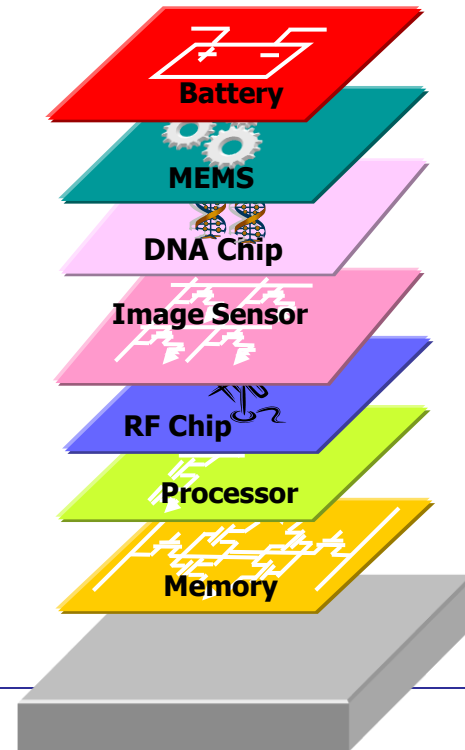 Battery
MEMS
DNA Chip
Image Sensor
RF Chip
Processor
Memory